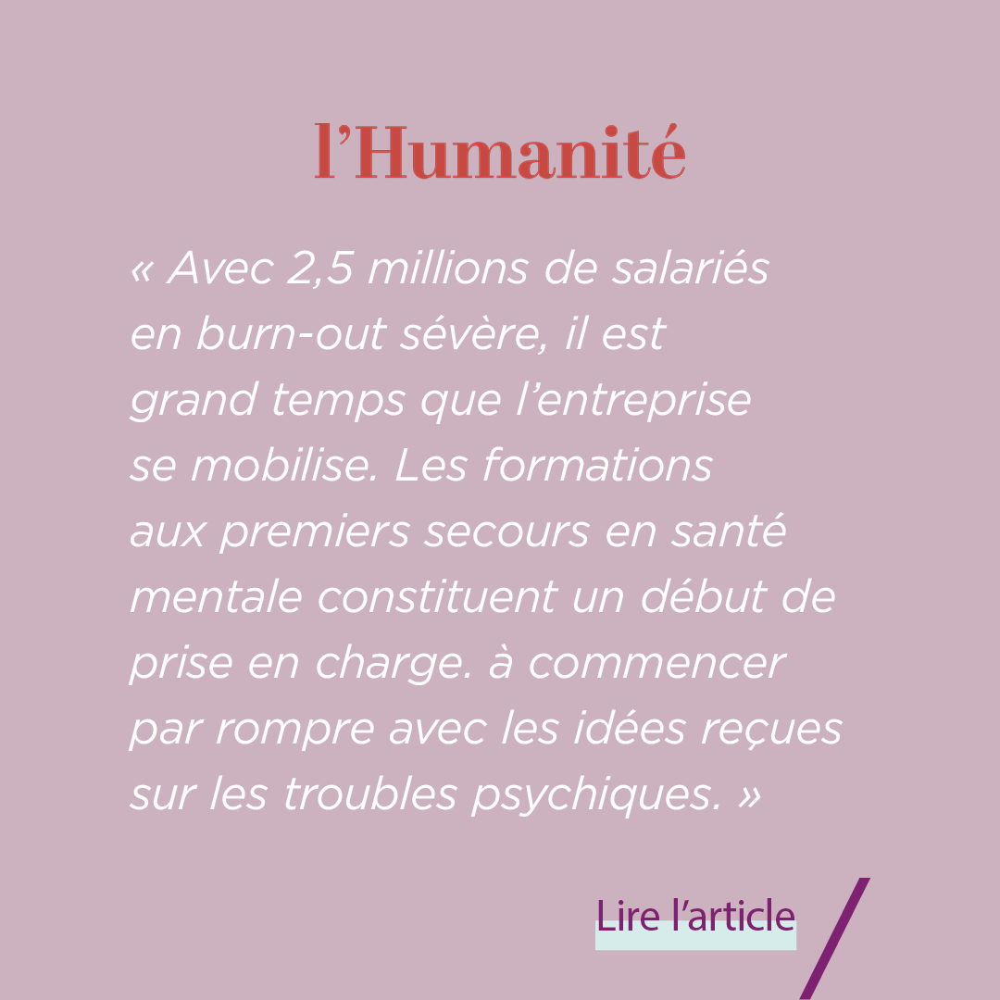 l’Humanité
« Avec 2,5 millions de salariés
en burn-out sévère, il est
grand temps que l’entreprise
se mobilise. Les formations
aux premiers secours en santé
mentale constituent un début de
prise en charge. à commencer
par rompre avec les idées reçues
sur les troubles psychiques. »
Lire l’article